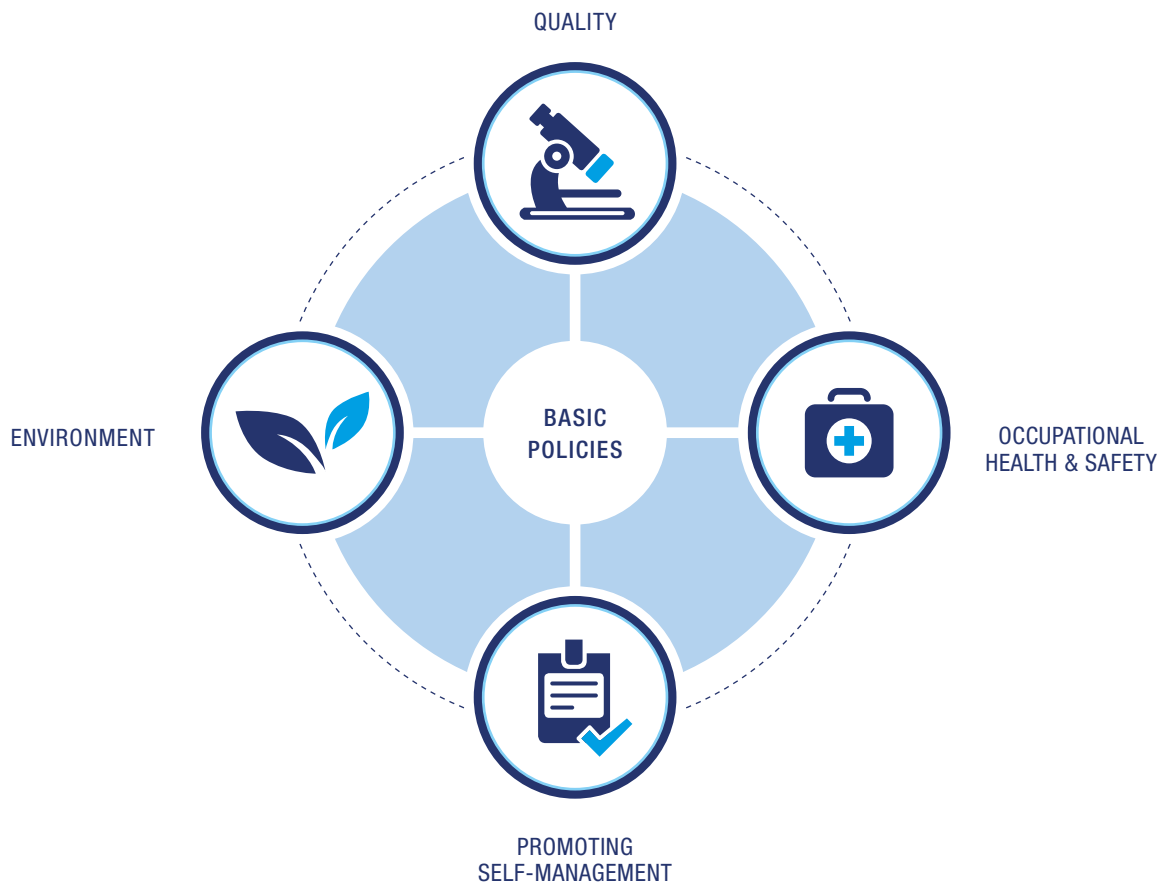 QUALITY
ENVIRONMENT
BASIC
POLICIES
OCCUPATIONAL
HEALTH & SAFETY
PROMOTING
SELF-MANAGEMENT